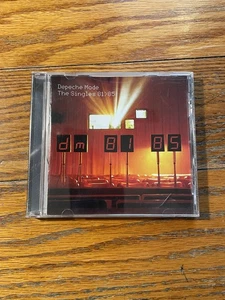 Depeche Mode
The Singles 81>85
dm 81 85